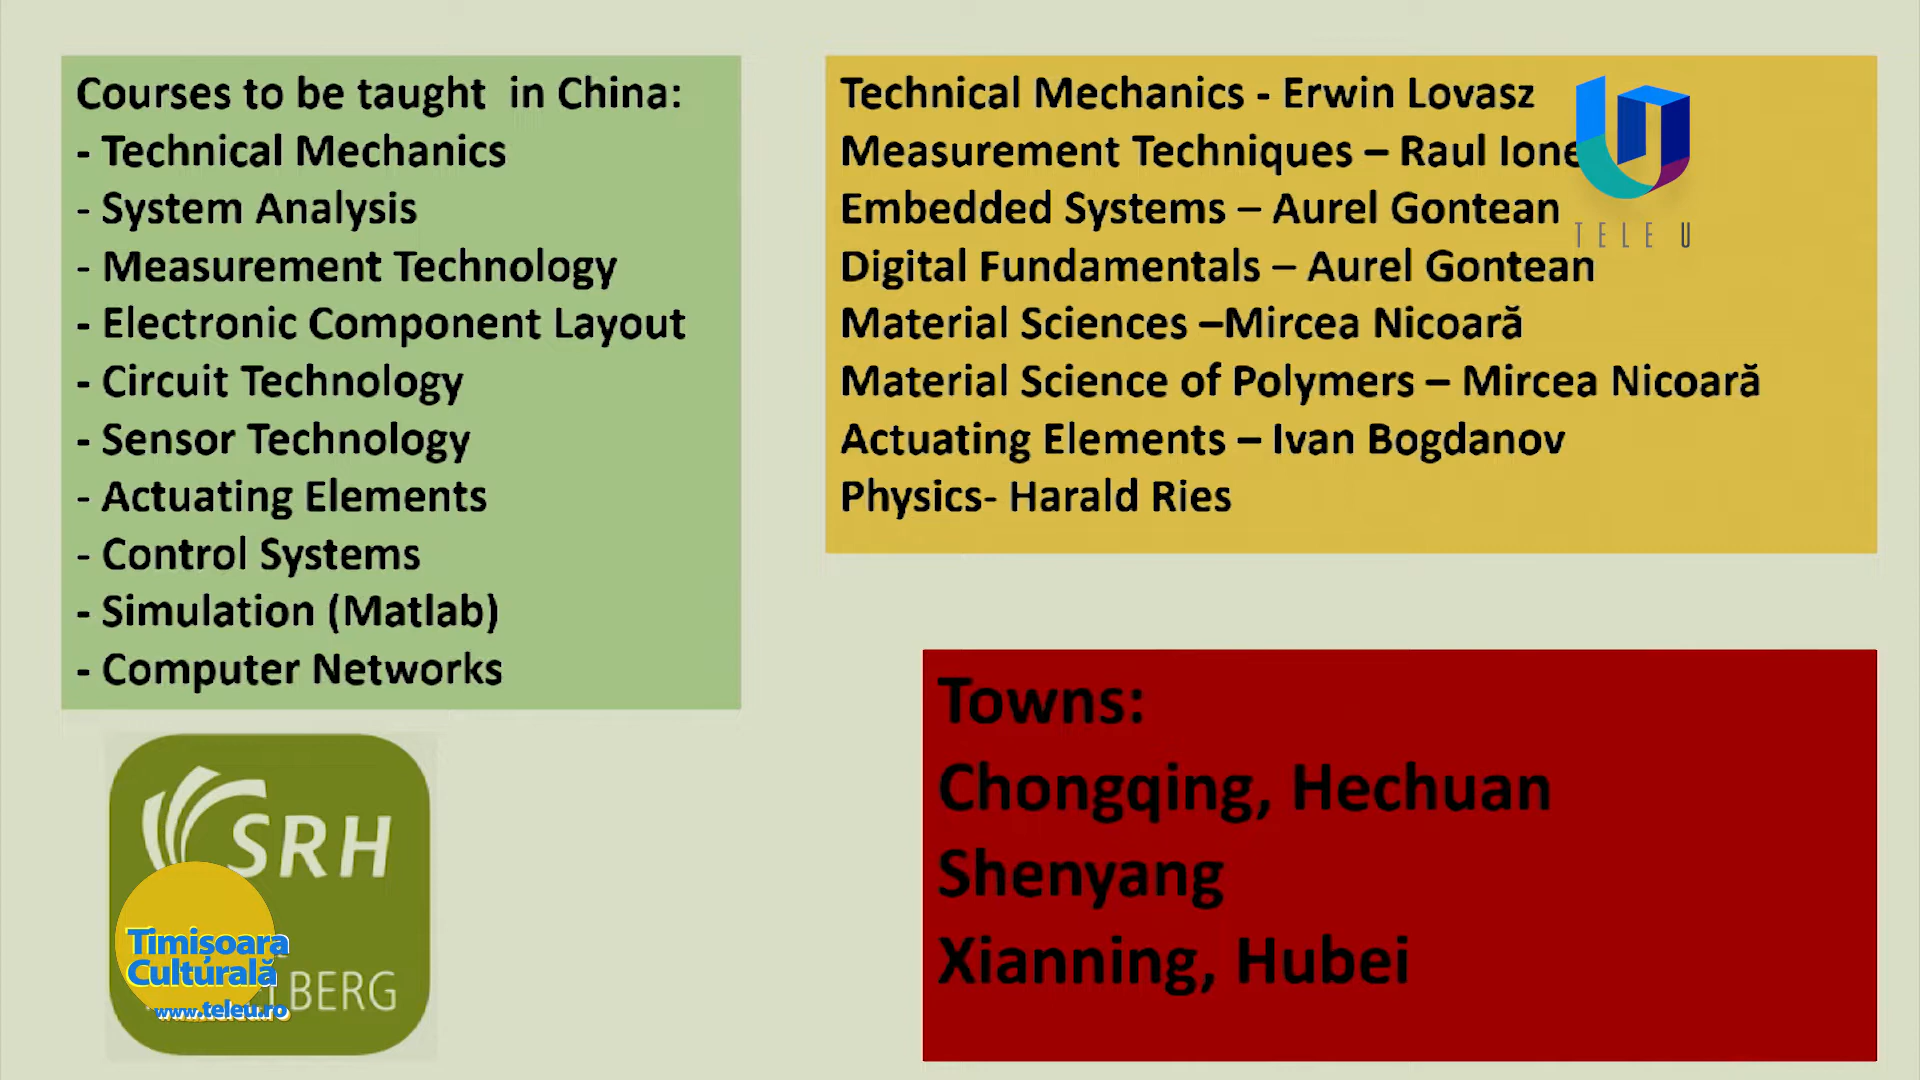 Courses to be taught in China:
- Technical Mechanics
- System Analysis
- Measurement Technology
- Electronic Component Layout
- Circuit Technology
- Sensor Technology
- Actuating Elements
- Control Systems
- Simulation (Matlab)
- Computer Networks
Technical Mechanics - Erwin Lovasz
Measurement Techniques – Raul
Embedded Systems – Aurel Gontean
Digital Fundamentals – Aurel Gontean
Material Sciences –Mircea Nicoară
Material Science of Polymers – Mircea Nicoară
Actuating Elements – Ivan Bogdanov
Physics- Harald Ries
TELE U
Towns:
Chongqing, Hechuan
Shenyang
Xianning, Hubei
SRH
Timișoara
Culturală
www.teleu.ro